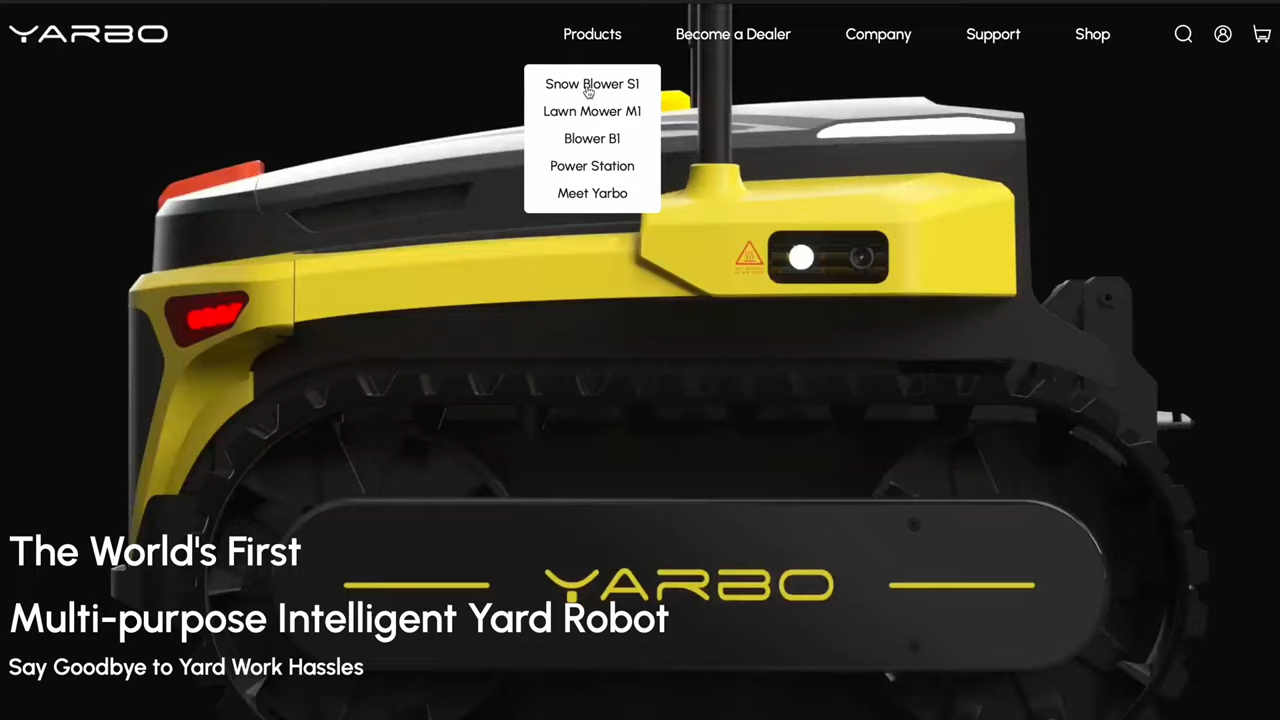 YARBO
Products
Become a Dealer
Company
Support
Shop
Snow Blower S1
Lawn Mower M1
Blower B1
Power Station
Meet Yarbo
The World's First
YARBO
Multi-purpose Intelligent Yard Robot
Say Goodbye to Yard Work Hassles